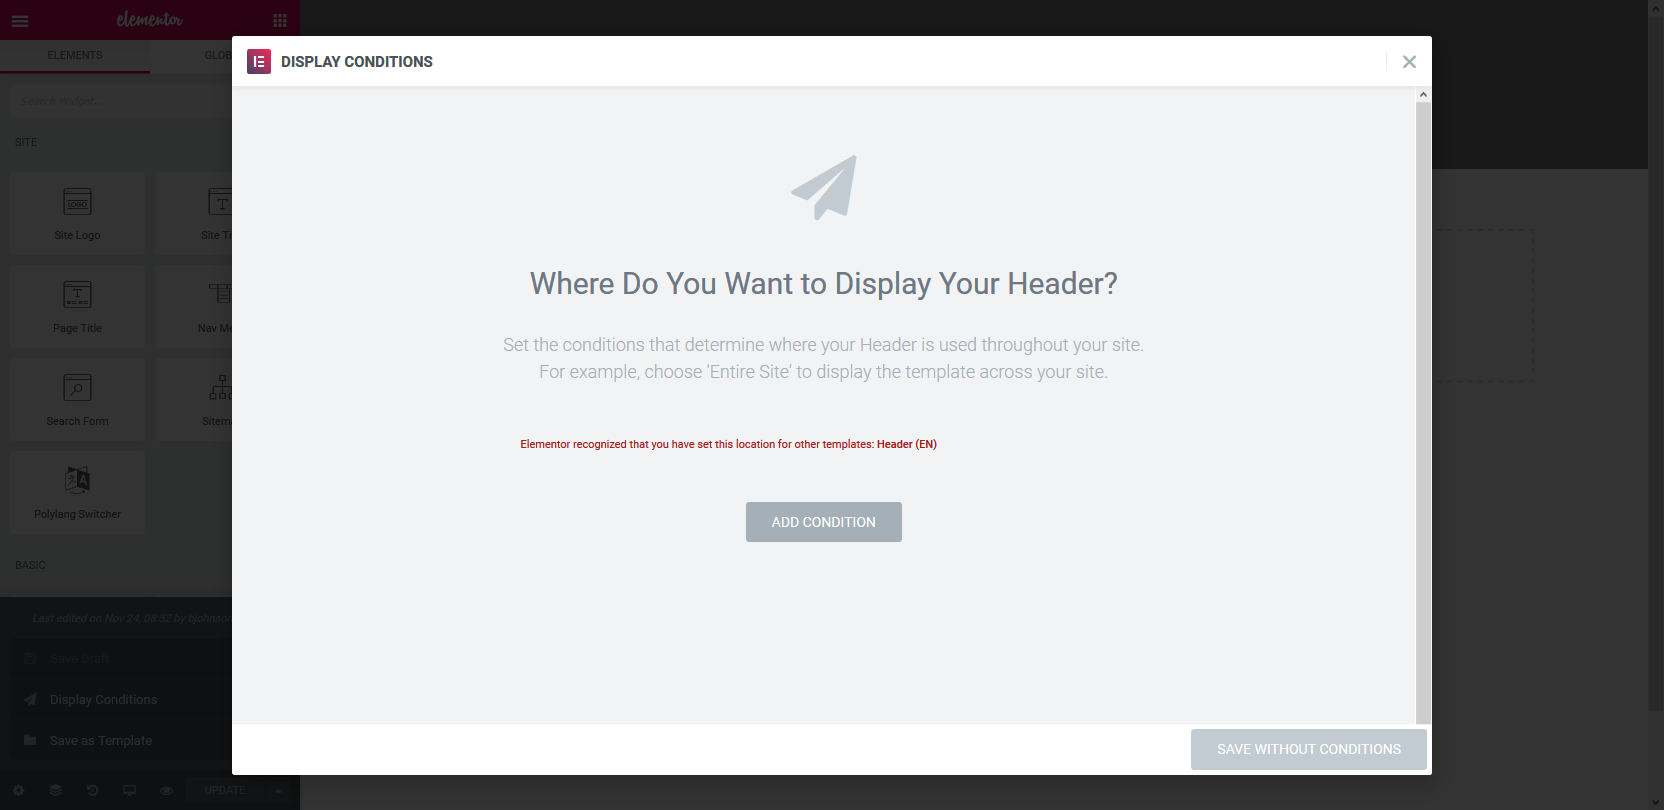 elementor
ELEMENTS
GLOB
Search Widget...
SITE
LOGO
Site Logo
T
Site Ti
T
Page Title
Nav Me
Search Form
Sitem
A
Polylang Switcher
BASIC
Last edited on Nov 24, 08:32 by bjohnson
Save Draft
Display Conditions
Save as Template
UPDATE
DISPLAY CONDITIONS
Where Do You Want to Display Your Header?
Set the conditions that determine where your Header is used throughout your site.
For example, choose 'Entire Site' to display the template across your site.
Elementor recognized that you have set this location for other templates: Header (EN)
ADD CONDITION
SAVE WITHOUT CONDITIONS